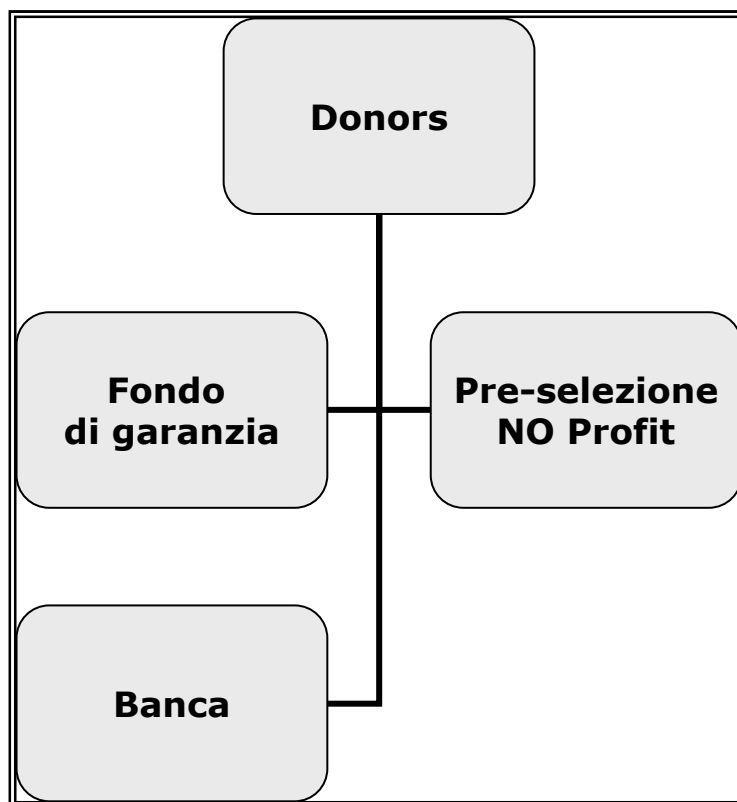 Donors
Fondo
di garanzia
Pre-selezione
NO Profit
Banca